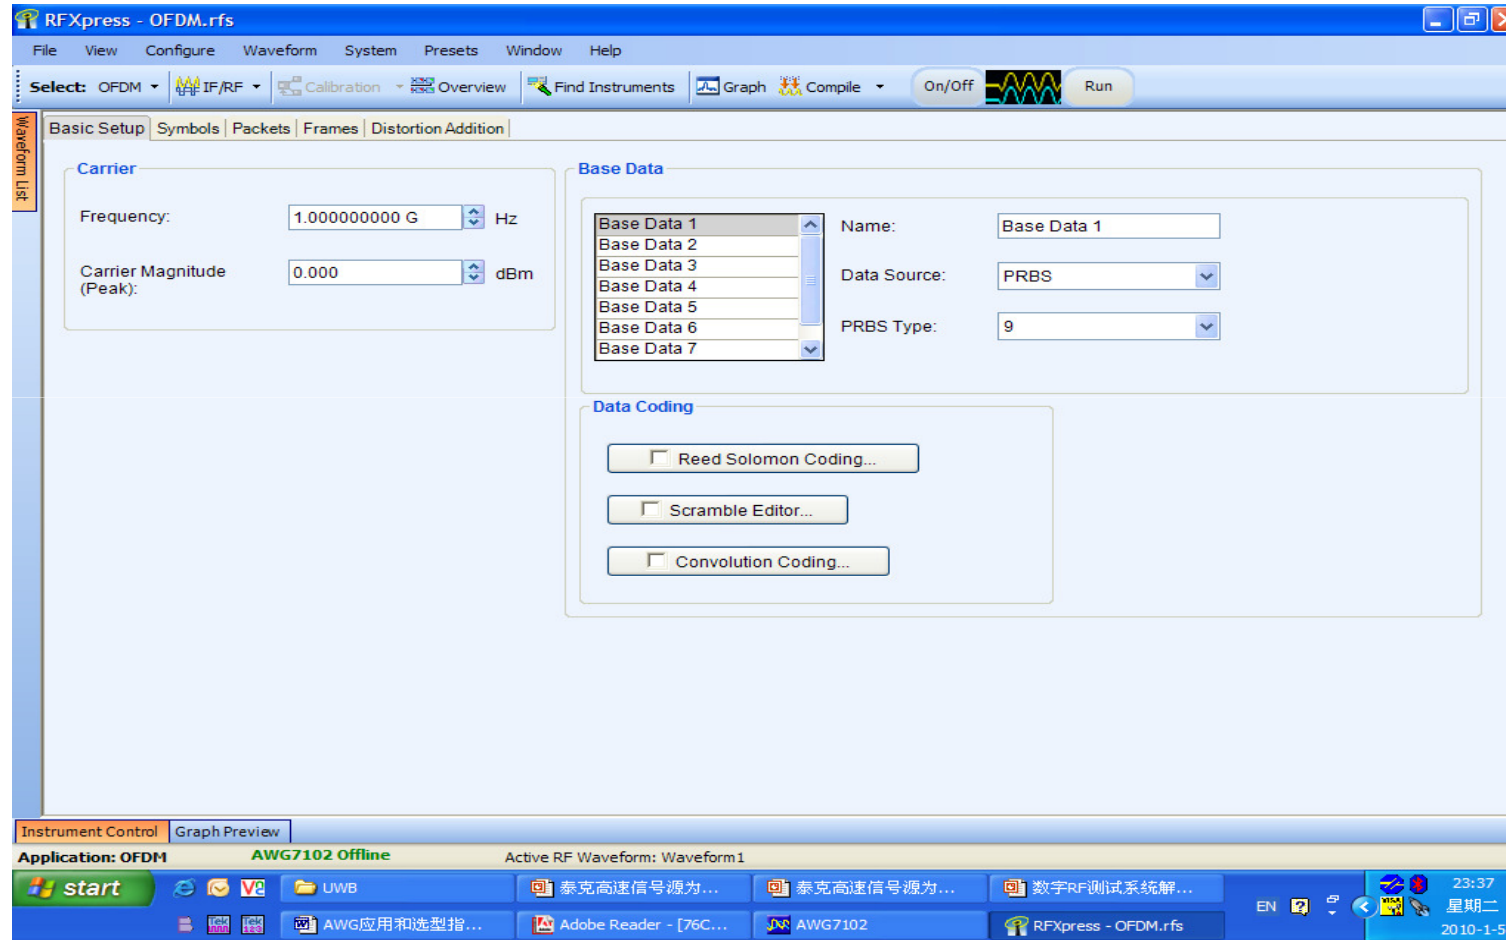 RFXpress - OFDM.rfs
File View Configure Waveform System Presets Window Help
Select: OFDM IF/RF Calibration Overview Find Instruments Graph Compile On/Off Run
Waveform List
Basic Setup Symbols Packets Frames Distortion Addition
Carrier
Frequency: 1.000000000 G Hz
Carrier Magnitude (Peak): 0.000 dBm
Base Data
Base Data 1
Base Data 2
Base Data 3
Base Data 4
Base Data 5
Base Data 6
Base Data 7
Name: Base Data 1
Data Source: PRBS
PRBS Type: 9
Data Coding
Reed Solomon Coding...
Scramble Editor...
Convolution Coding...
Instrument Control Graph Preview
Application: OFDM AWG7102 Offline Active RF Waveform: Waveform1
start UWB 泰克高速信号源为... 泰克高速信号源为... 数字RF测试系统解... 23:37
EN 星期二
AWG应用和选型指... Adobe Reader - [76C... AWG7102 RFXpress - OFDM.rfs 2010-1-5